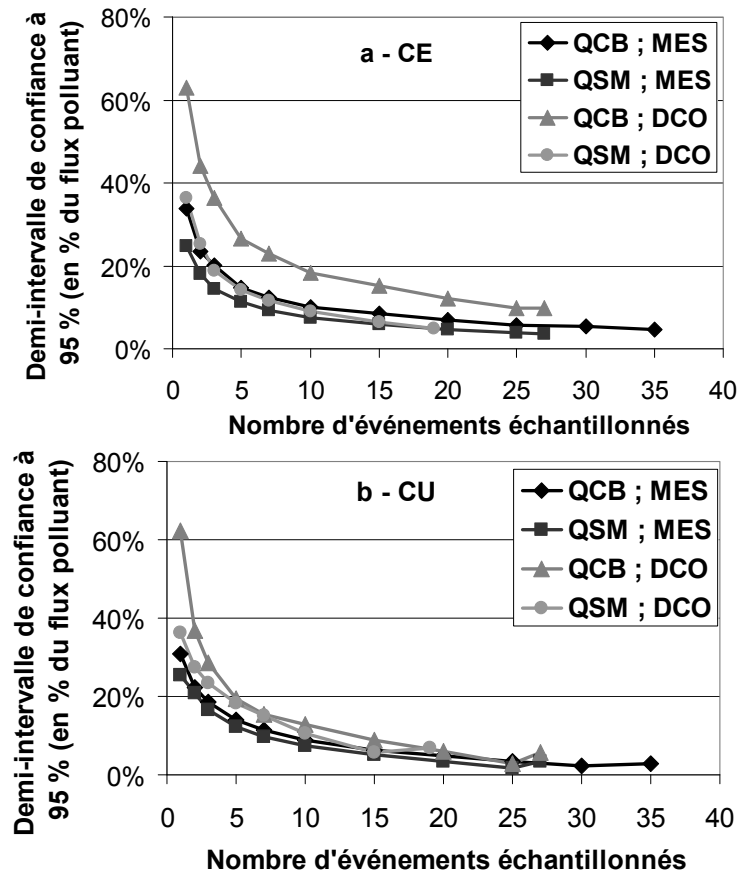 Demi-intervalle de confiance à
95 % (en % du flux polluant)
80%
60%
40%
20%
0%
a - CE
QCB ; MES
QSM ; MES
QCB ; DCO
QSM ; DCO
0 5 10 15 20 25 30 35 40
Nombre d'événements échantillonnés
Demi-intervalle de confiance à
95 % (en % du flux polluant)
80%
60%
40%
20%
0%
b - CU
QCB ; MES
QSM ; MES
QCB ; DCO
QSM ; DCO
0 5 10 15 20 25 30 35 40
Nombre d'événements échantillonnés